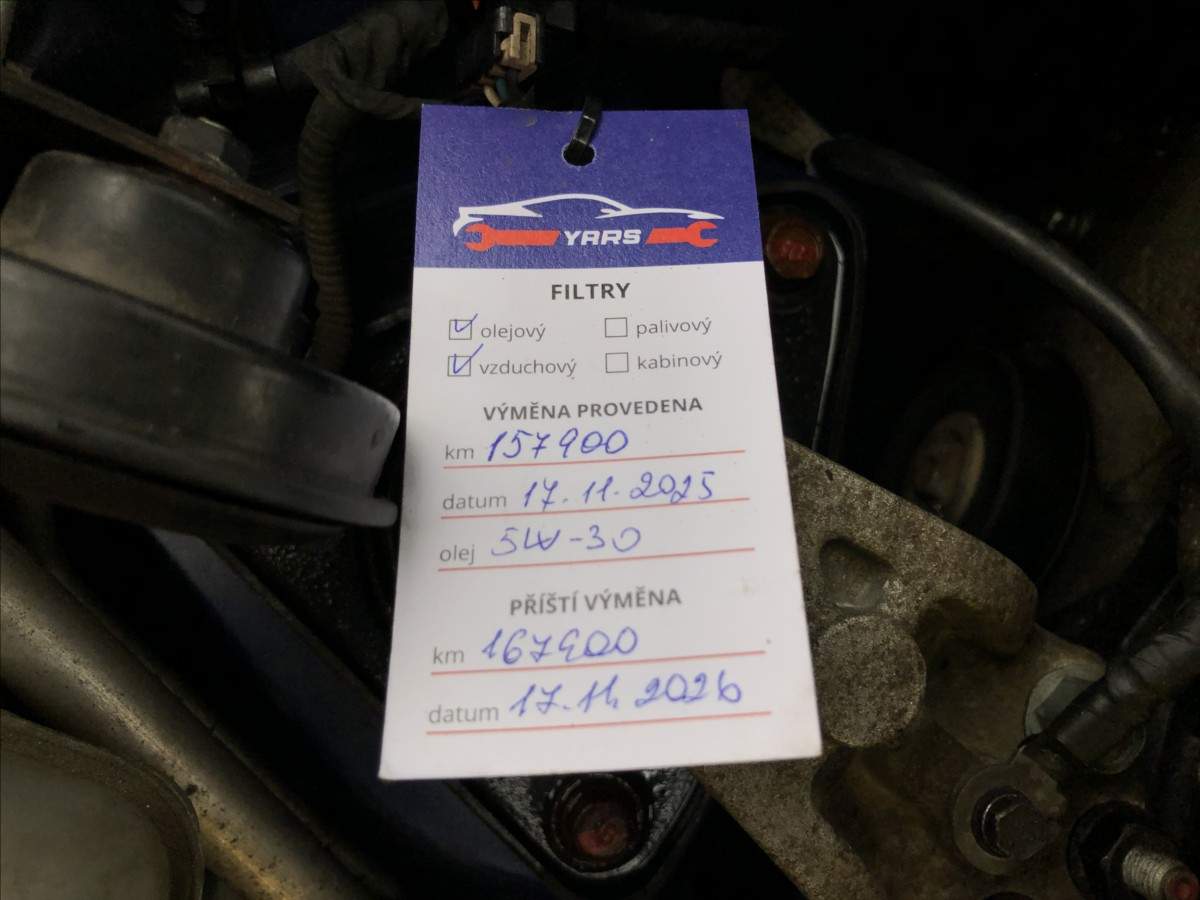 YARS
FILTRY
olejový palivový
vzduchový kabinový
VÝMĚNA PROVEDENA
km 157900
datum 17.11.2025
olej 5W-30
PŘÍŠTÍ VÝMĚNA
km 167900
datum 17.11.2026